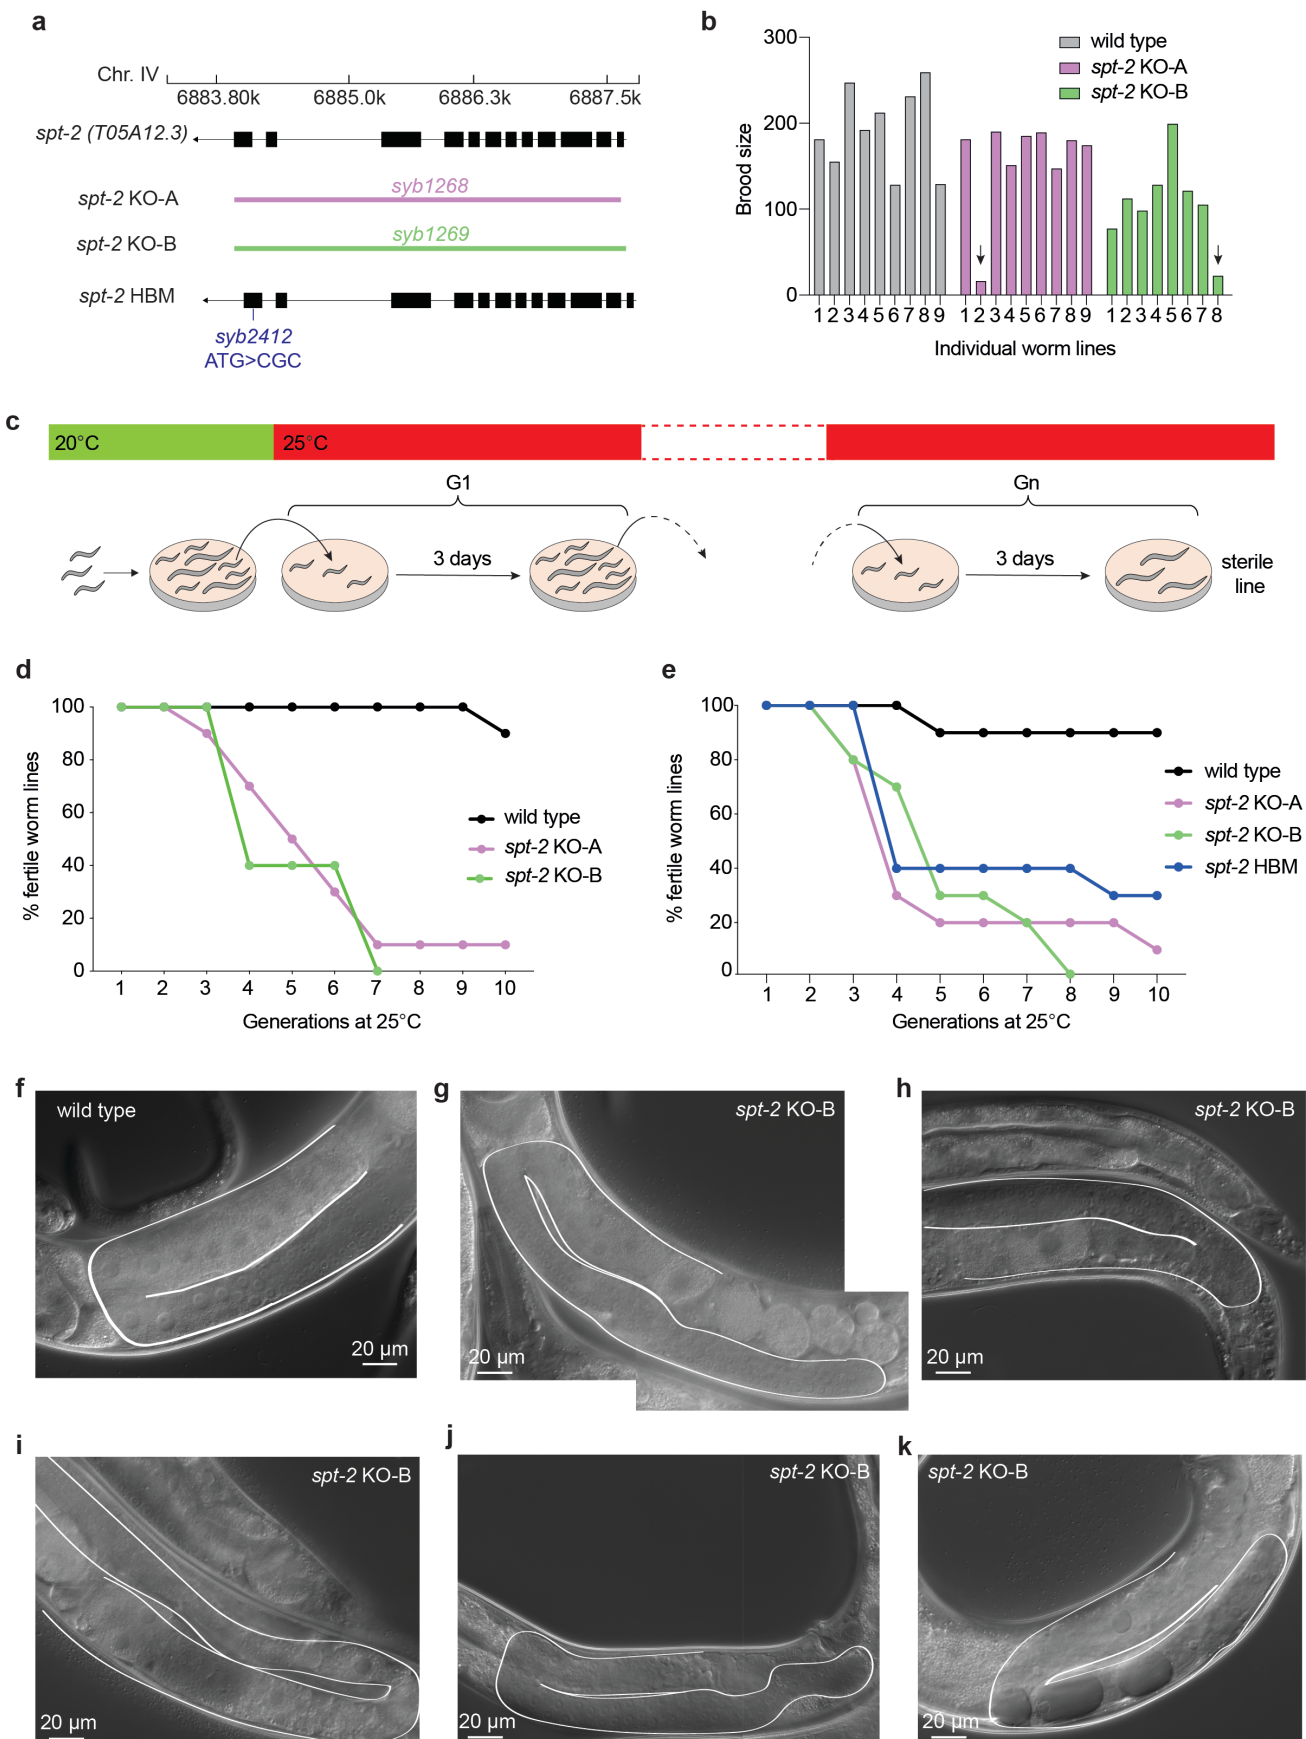 a
Chr. IV
6883.80k 6885.0k 6886.3k 6887.5k
spt-2 (T05A12.3)
syb1268
spt-2 KO-A
syb1269
spt-2 KO-B
spt-2 HBM
syb2412
ATG>CGC
b
300
200
100
0
Brood size
wild type
spt-2 KO-A
spt-2 KO-B
1 2 3 4 5 6 7 8 9 1 2 3 4 5 6 7 8 9 1 2 3 4 5 6 7 8
Individual worm lines
c
20°C 25°C
G1 Gn
3 days 3 days
sterile
line
d
100
80
60
40
20
0
% fertile worm lines
wild type
spt-2 KO-A
spt-2 KO-B
1 2 3 4 5 6 7 8 9 10
Generations at 25°C
e
100
80
60
40
20
0
% fertile worm lines
wild type
spt-2 KO-A
spt-2 KO-B
spt-2 HBM
1 2 3 4 5 6 7 8 9 10
Generations at 25°C
f
wild type
20 µm
g
spt-2 KO-B
20 µm
h
spt-2 KO-B
20 µm
i
spt-2 KO-B
20 µm
j
spt-2 KO-B
20 µm
k
spt-2 KO-B
20 µm